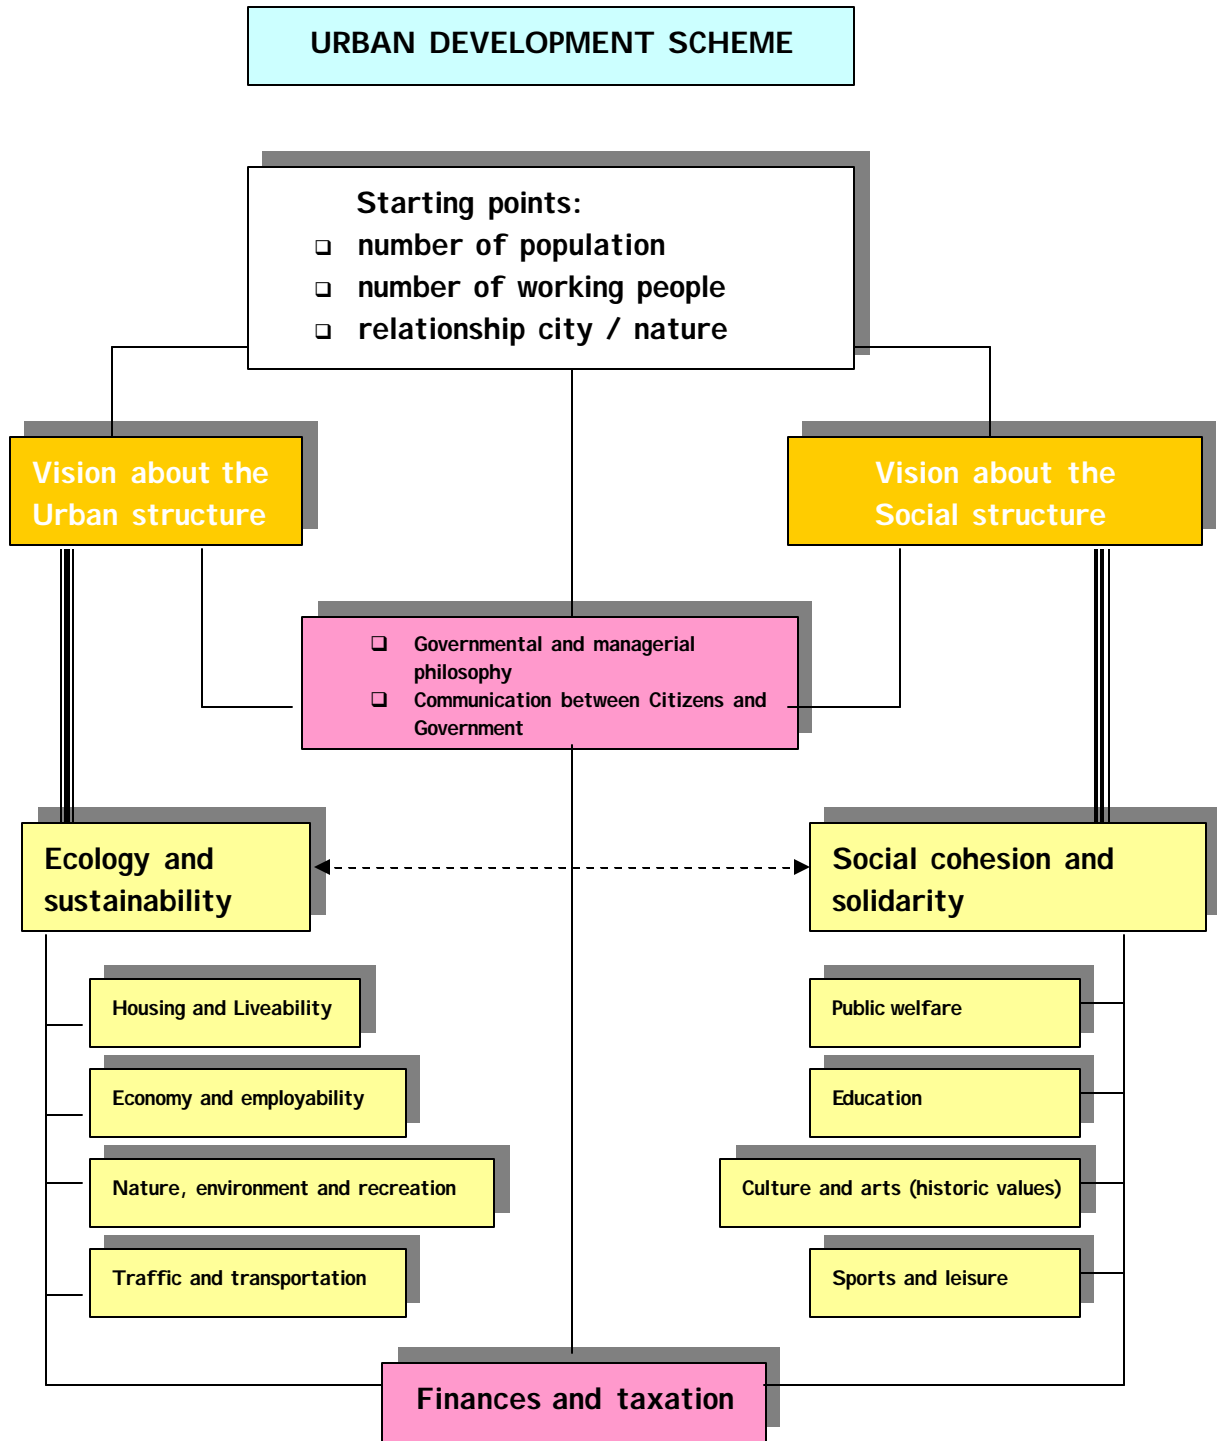 URBAN DEVELOPMENT SCHEME
Starting points:
❑ number of population
❑ number of working people
❑ relationship city / nature
Vision about the
Urban structure
Vision about the
Social structure
❑ Governmental and managerial
philosophy
❑ Communication between Citizens and
Government
Ecology and
sustainability
Social cohesion and
solidarity
Housing and Liveability
Public welfare
Economy and employability
Education
Nature, environment and recreation
Culture and arts (historic values)
Traffic and transportation
Sports and leisure
Finances and taxation